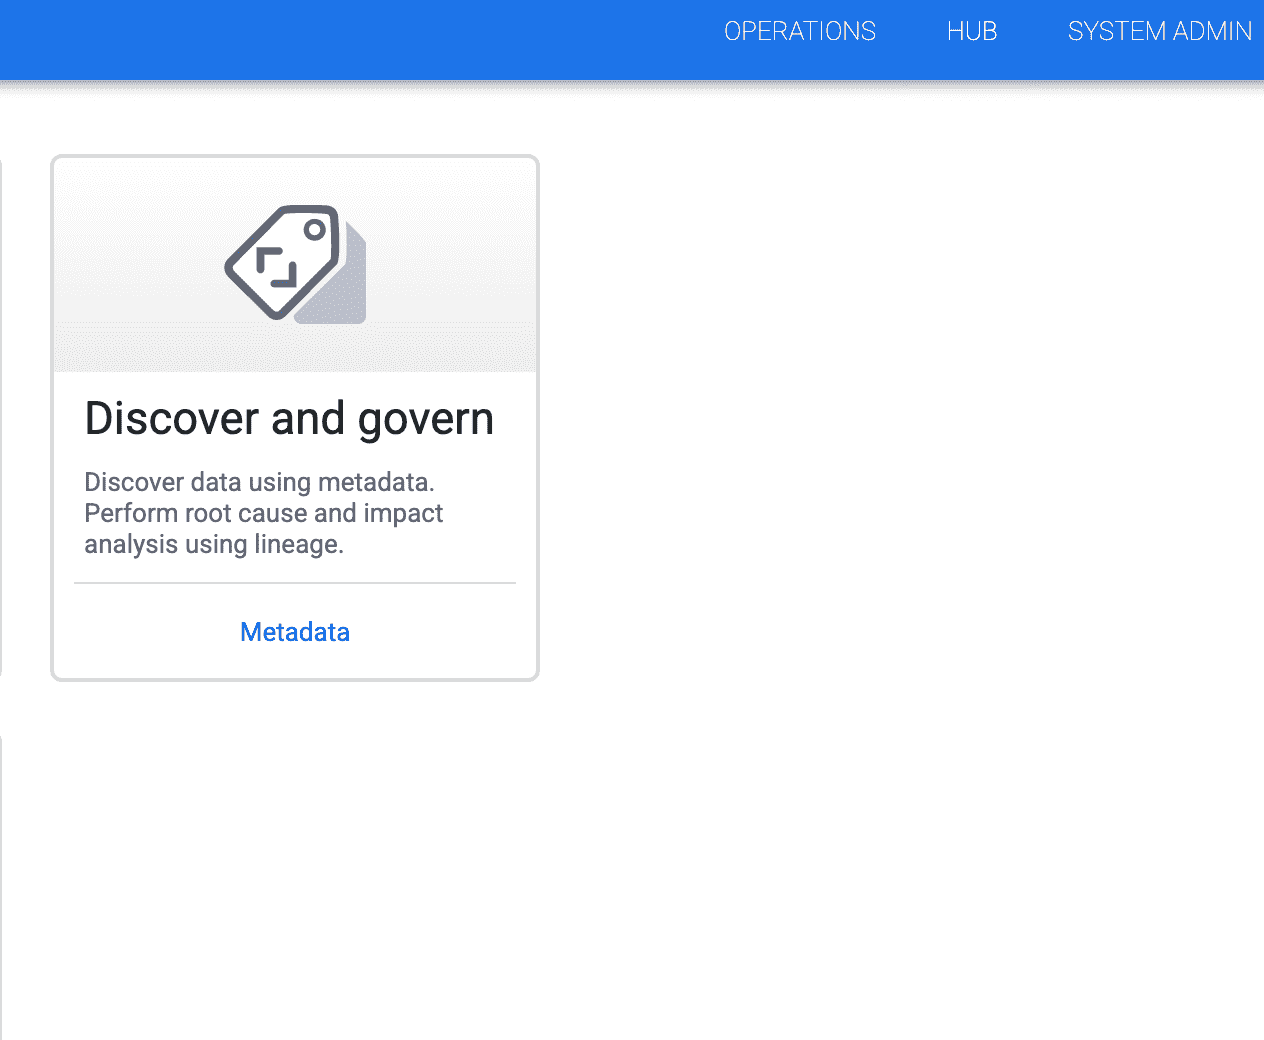 OPERATIONS HUB SYSTEM ADMIN
Discover and govern
Discover data using metadata.
Perform root cause and impact
analysis using lineage.
Metadata